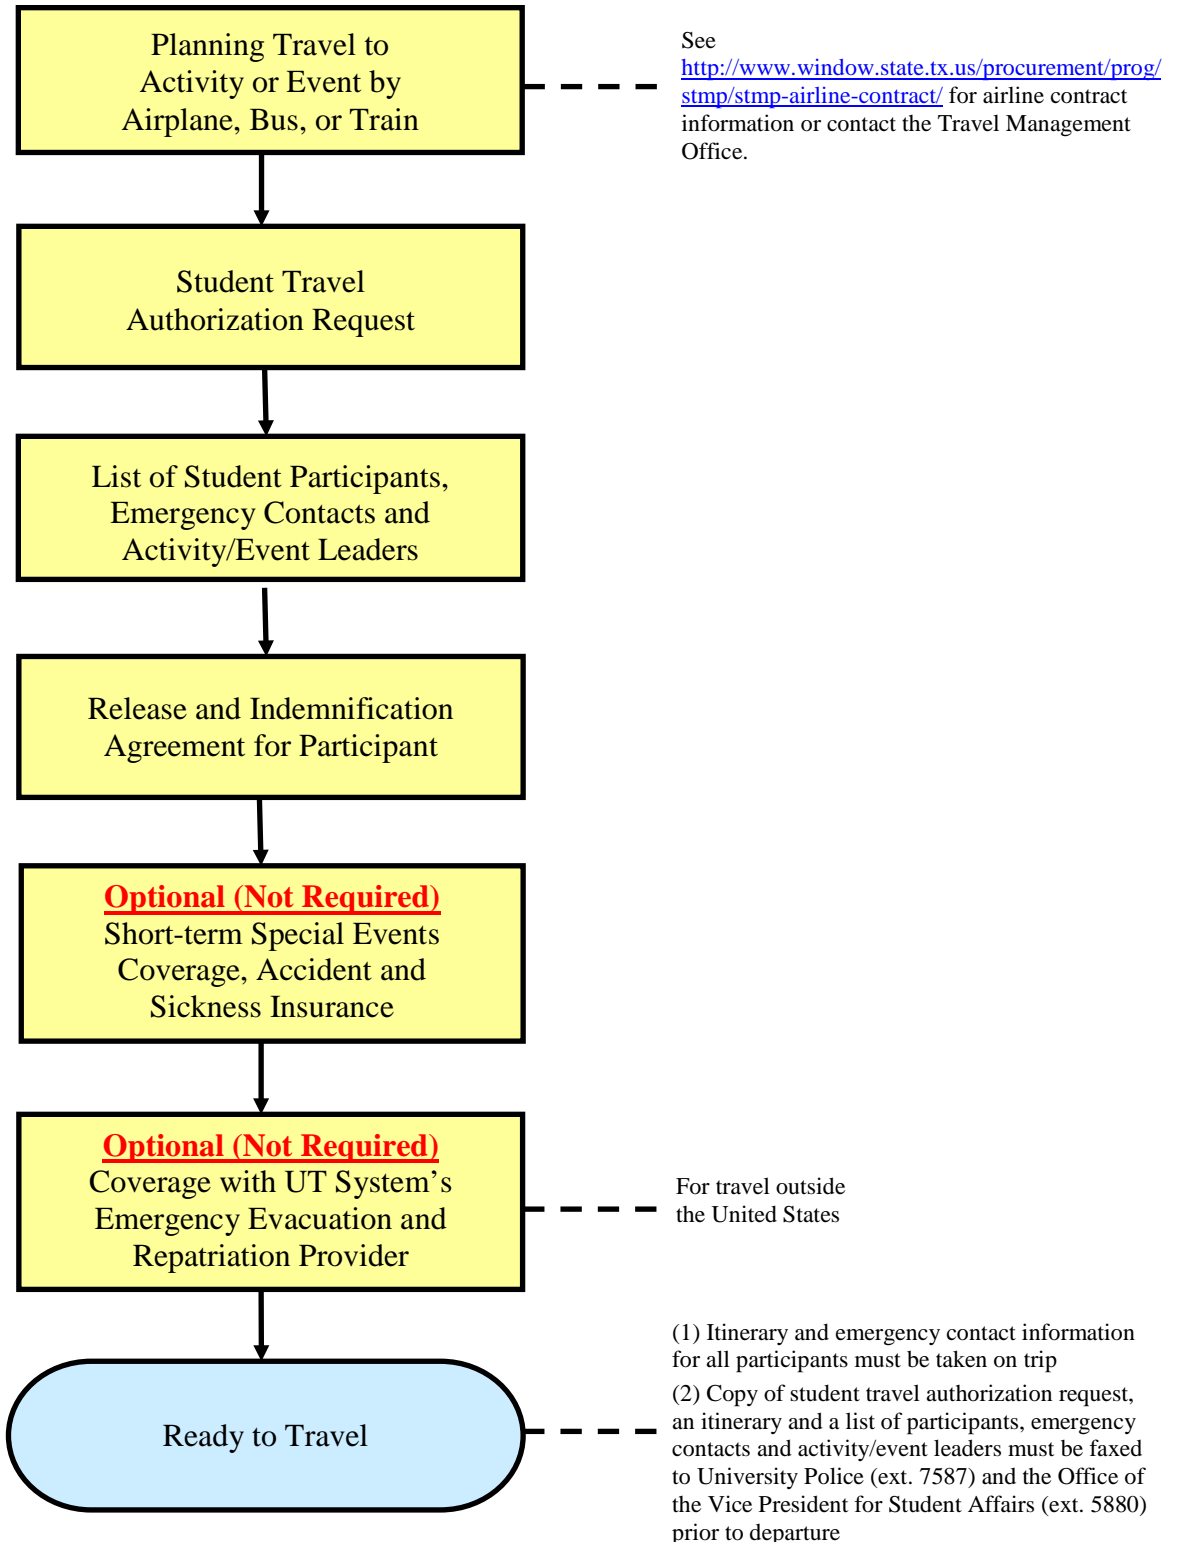 Planning Travel to
Activity or Event by
Airplane, Bus, or Train
See
http://www.window.state.tx.us/procurement/prog/
stmp/stmp-airline-contract/ for airline contract
information or contact the Travel Management
Office.
Student Travel
Authorization Request
List of Student Participants,
Emergency Contacts and
Activity/Event Leaders
Release and Indemnification
Agreement for Participant
Optional (Not Required)
Short-term Special Events
Coverage, Accident and
Sickness Insurance
Optional (Not Required)
Coverage with UT System’s
Emergency Evacuation and
Repatriation Provider
For travel outside
the United States
Ready to Travel
(1) Itinerary and emergency contact information
for all participants must be taken on trip
(2) Copy of student travel authorization request,
an itinerary and a list of participants, emergency
contacts and activity/event leaders must be faxed
to University Police (ext. 7587) and the Office of
the Vice President for Student Affairs (ext. 5880)
prior to departure